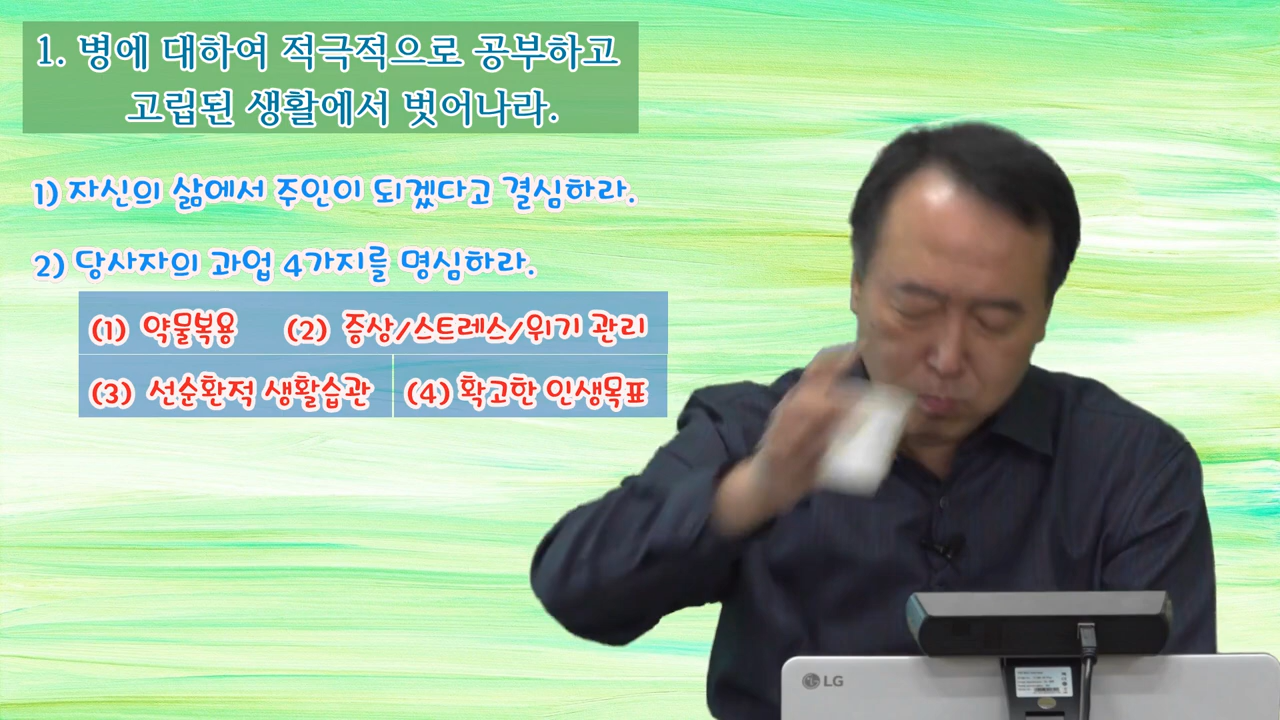 1. 병에 대하여 적극적으로 공부하고
고립된 생활에서 벗어나라.
1) 자신의 삶에서 주인이 되겠다고 결심하라.
2) 당사자의 과업 4가지를 명심하라.
(1) 약물복용 (2) 증상/스트레스/위기 관리
(3) 선순환적 생활습관 (4) 확고한 인생목표
LG